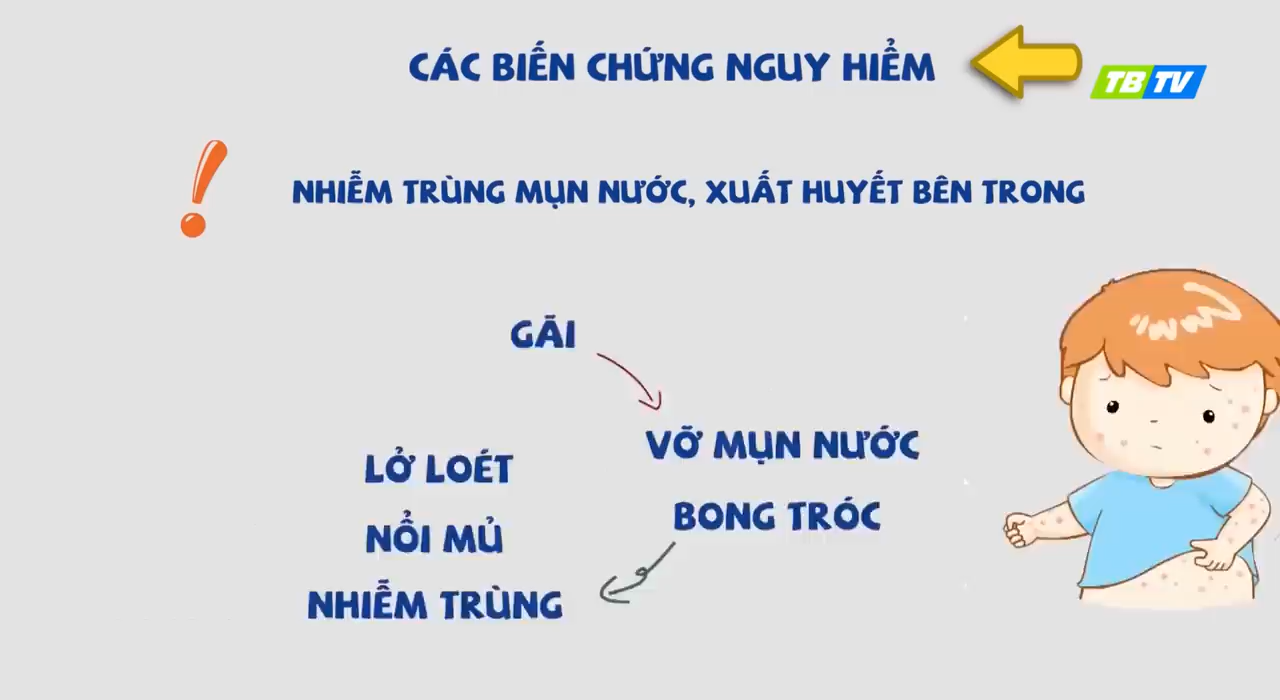 CÁC BIẾN CHỨNG NGUY HIỂM
TBTV
NHIỄM TRÙNG MỤN NƯỚC, XUẤT HUYẾT BÊN TRONG
GÃI
VỠ MỤN NƯỚC
BONG TRÓC
LỞ LOÉT
NỔI MỦ
NHIỄM TRÙNG